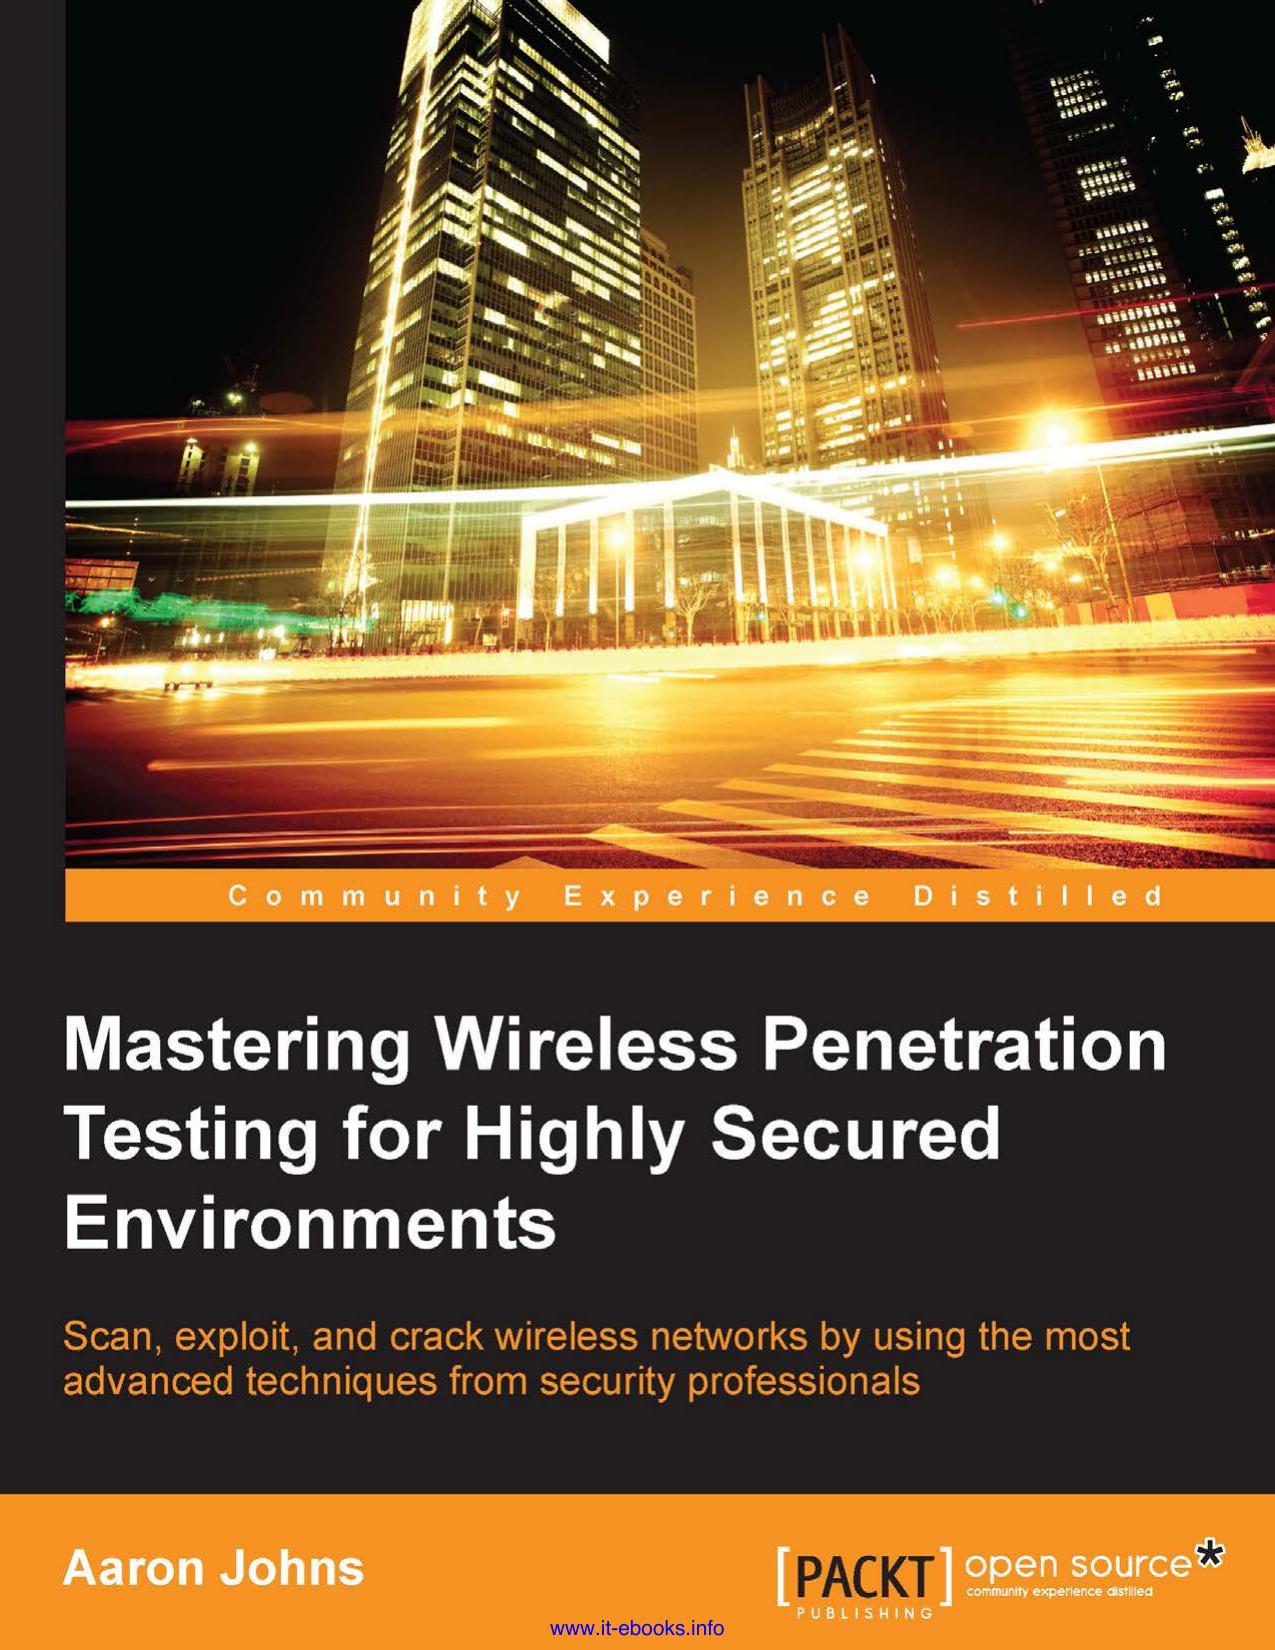 Community Experience Distilled
Mastering Wireless Penetration
Testing for Highly Secured
Environments
Scan, exploit, and crack wireless networks by using the most
advanced techniques from security professionals
Aaron Johns
[PACKT]
PUBLISHING
open source*
community experience distilled
www.it-ebooks.info